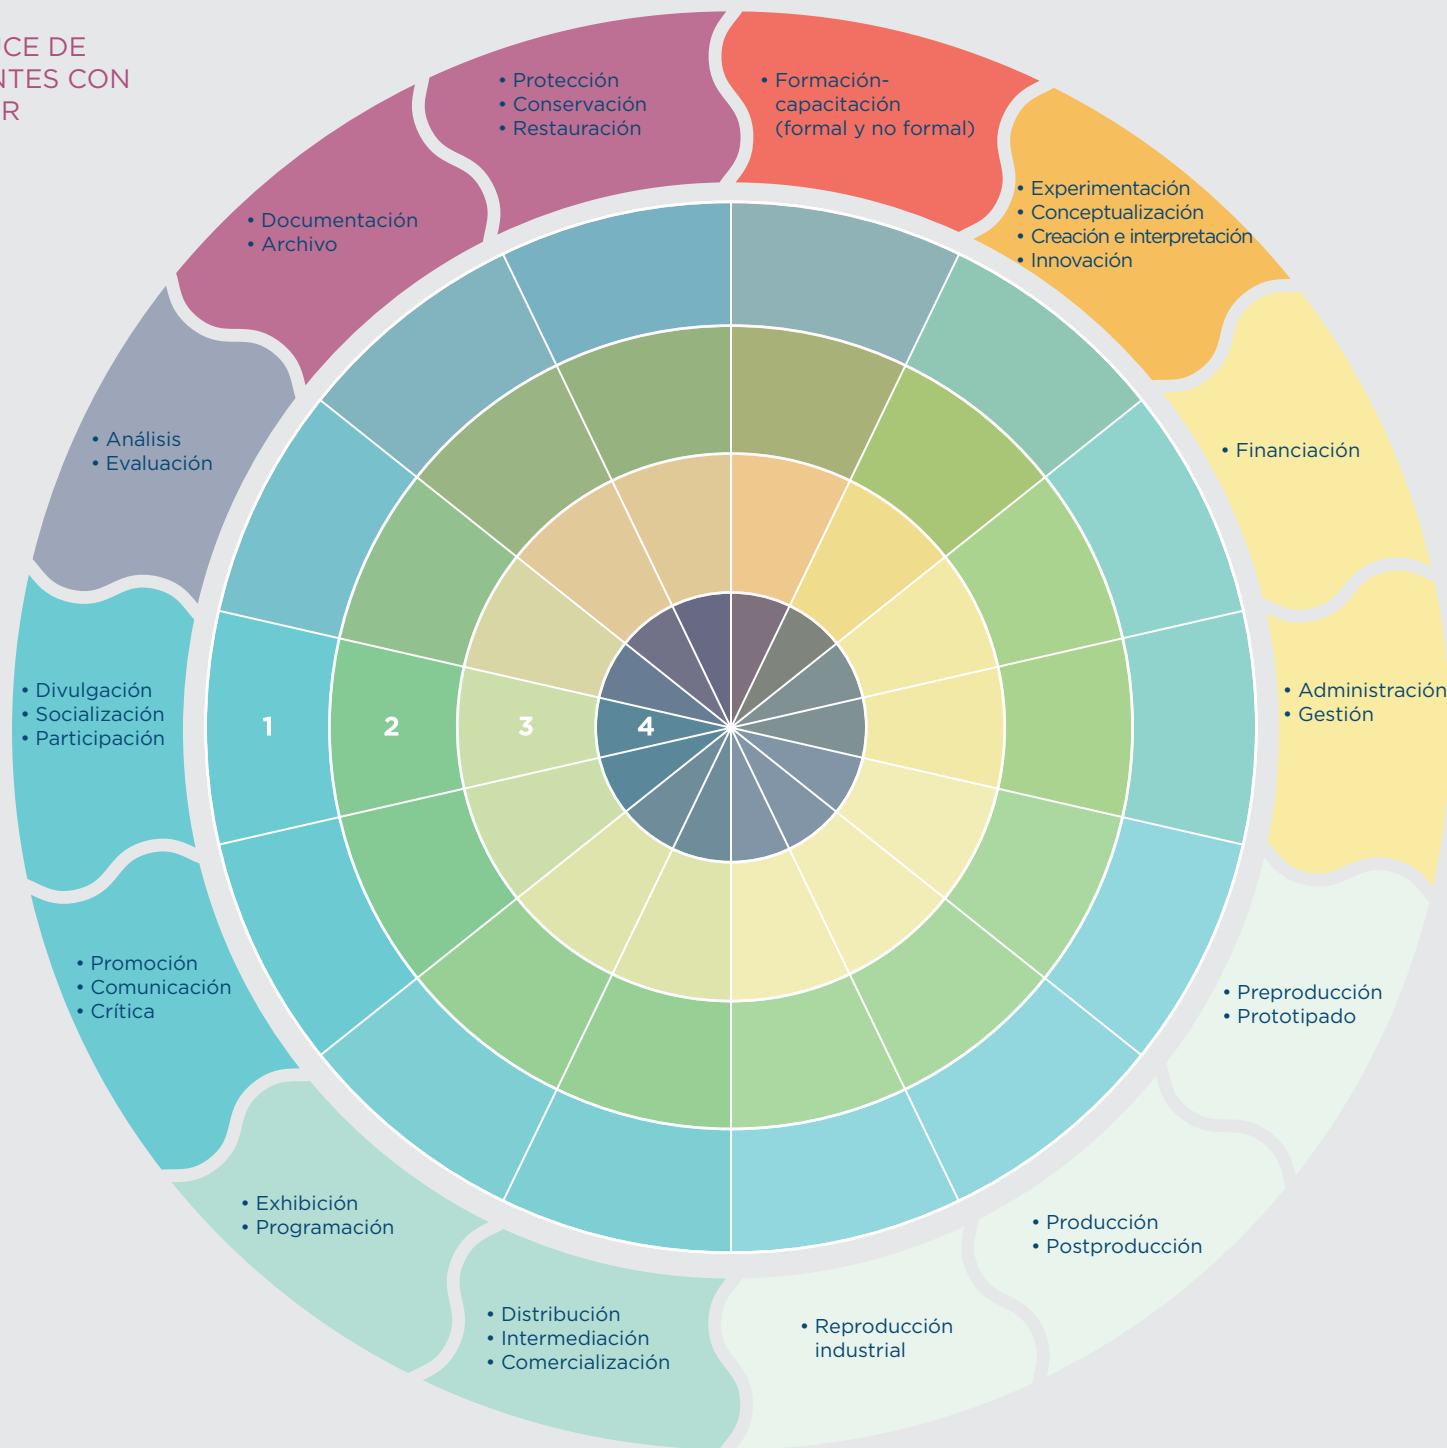 CE DE
NTES CON
R
• Protección
• Conservación
• Restauración
• Formación-
capacitación
(formal y no formal)
• Experimentación
• Conceptualización
• Creación e interpretación
• Innovación
• Financiación
• Administración
• Gestión
• Preproducción
• Prototipado
• Producción
• Postproducción
• Reproducción
industrial
• Distribución
• Intermediación
• Comercialización
• Exhibición
• Programación
• Promoción
• Comunicación
• Crítica
• Divulgación
• Socialización
• Participación
• Análisis
• Evaluación
• Documentación
• Archivo
1 2 3 4